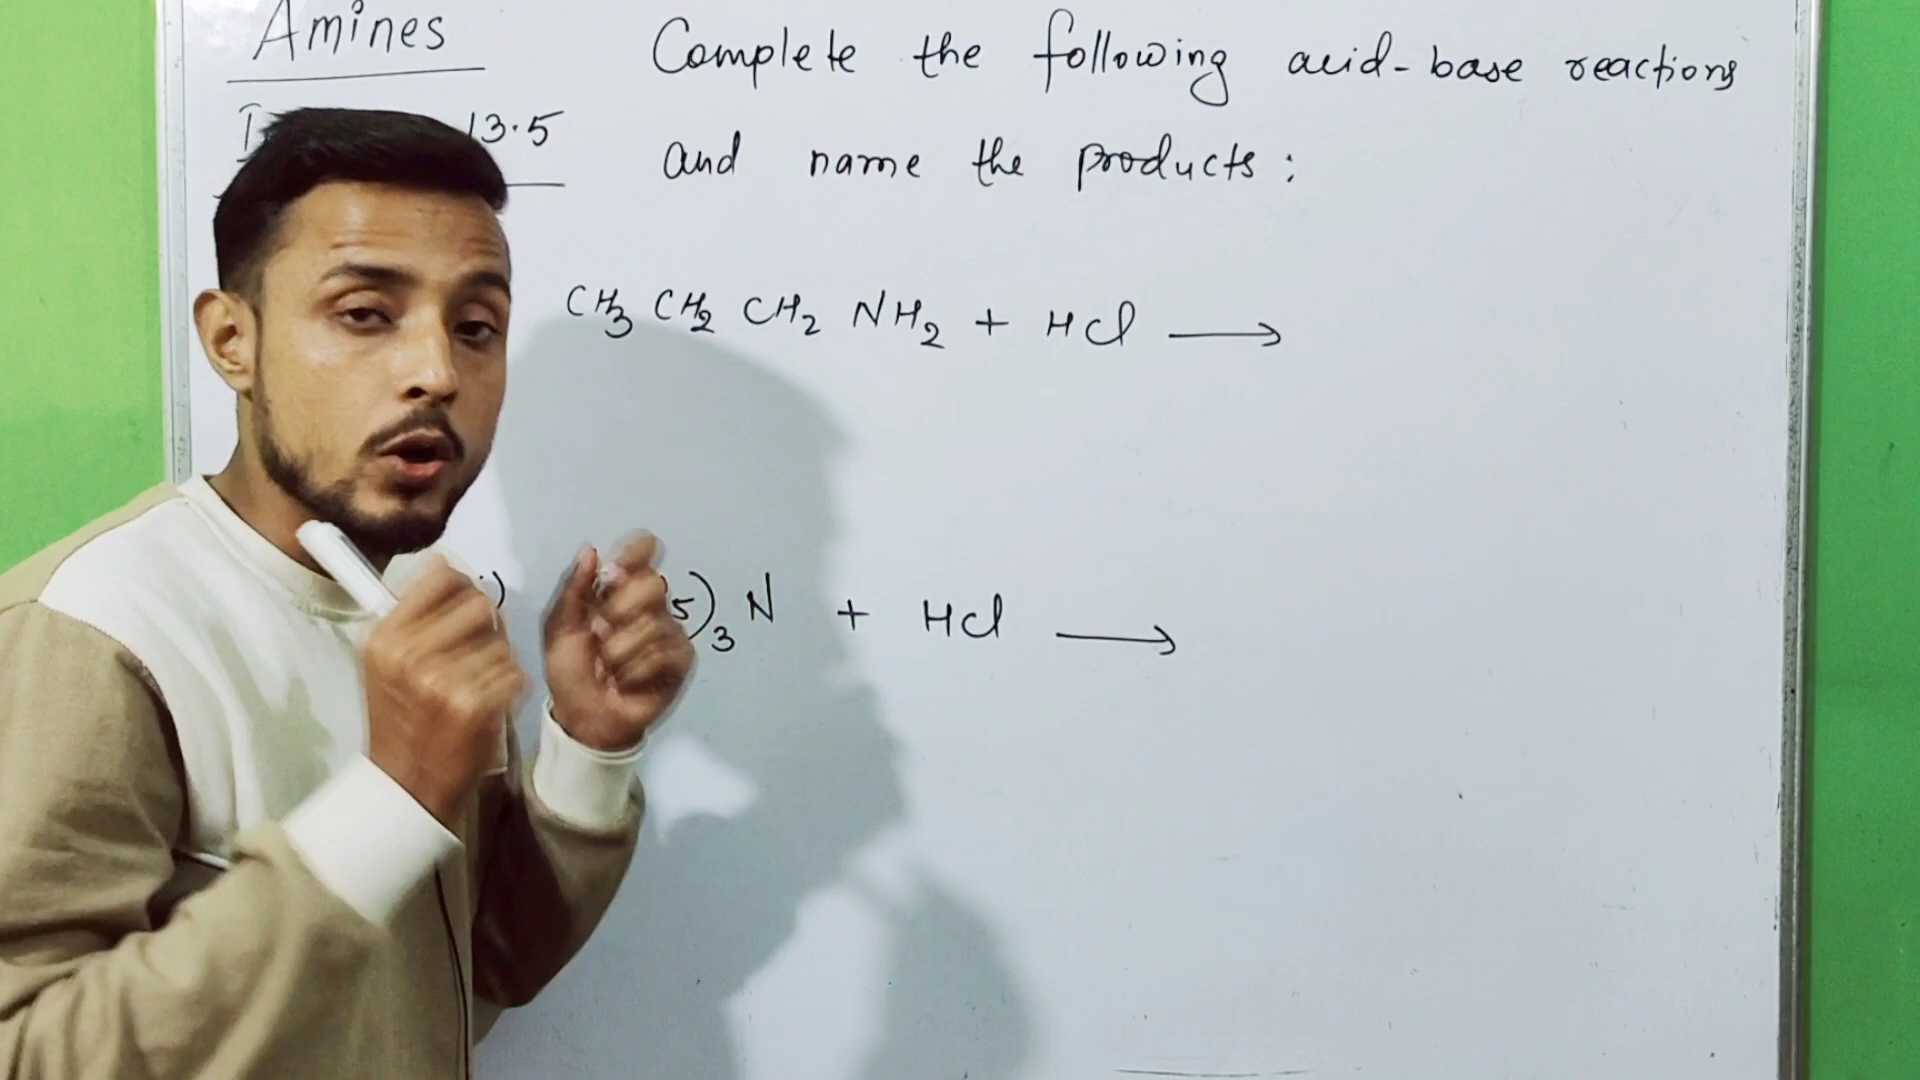 Amines
13.5
Complete the following acid-base reactions
and name the products :
CH3 CH2 CH2 NH2 + HCl ⟶
5)3 N + HCl ⟶